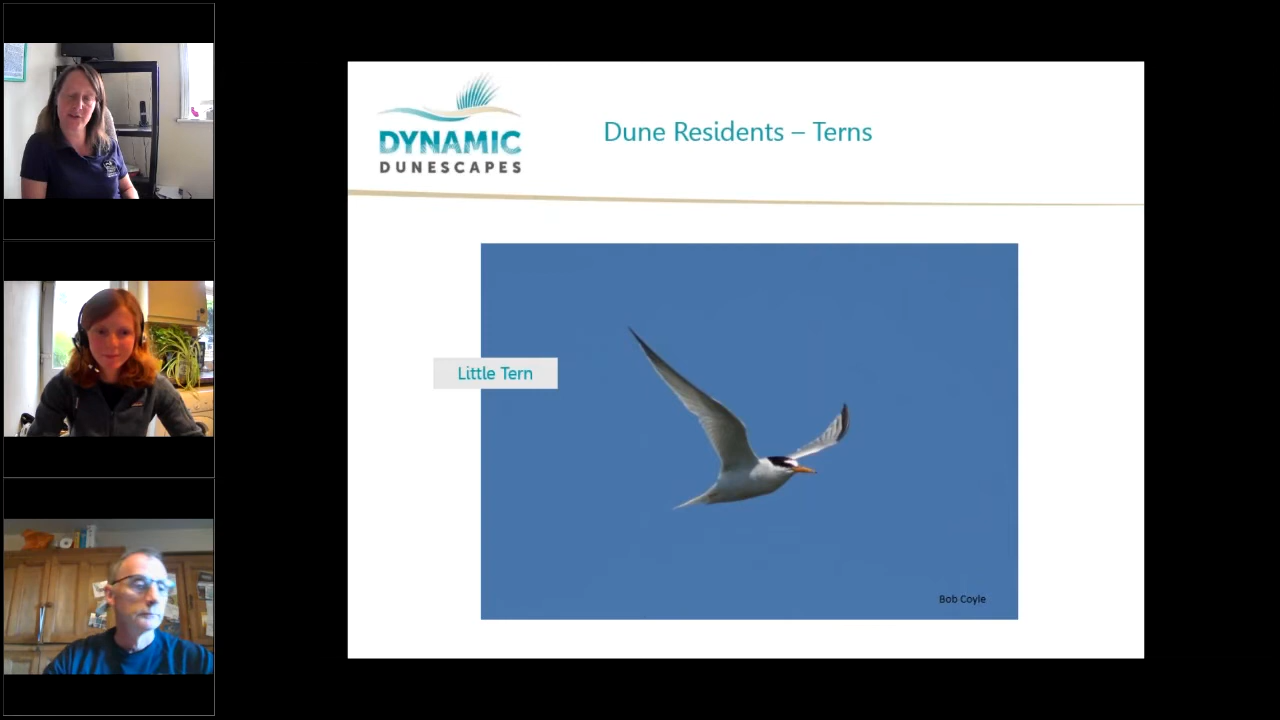 DYNAMIC
DUNESCAPES
Dune Residents – Terns
Little Tern
Bob Coyle